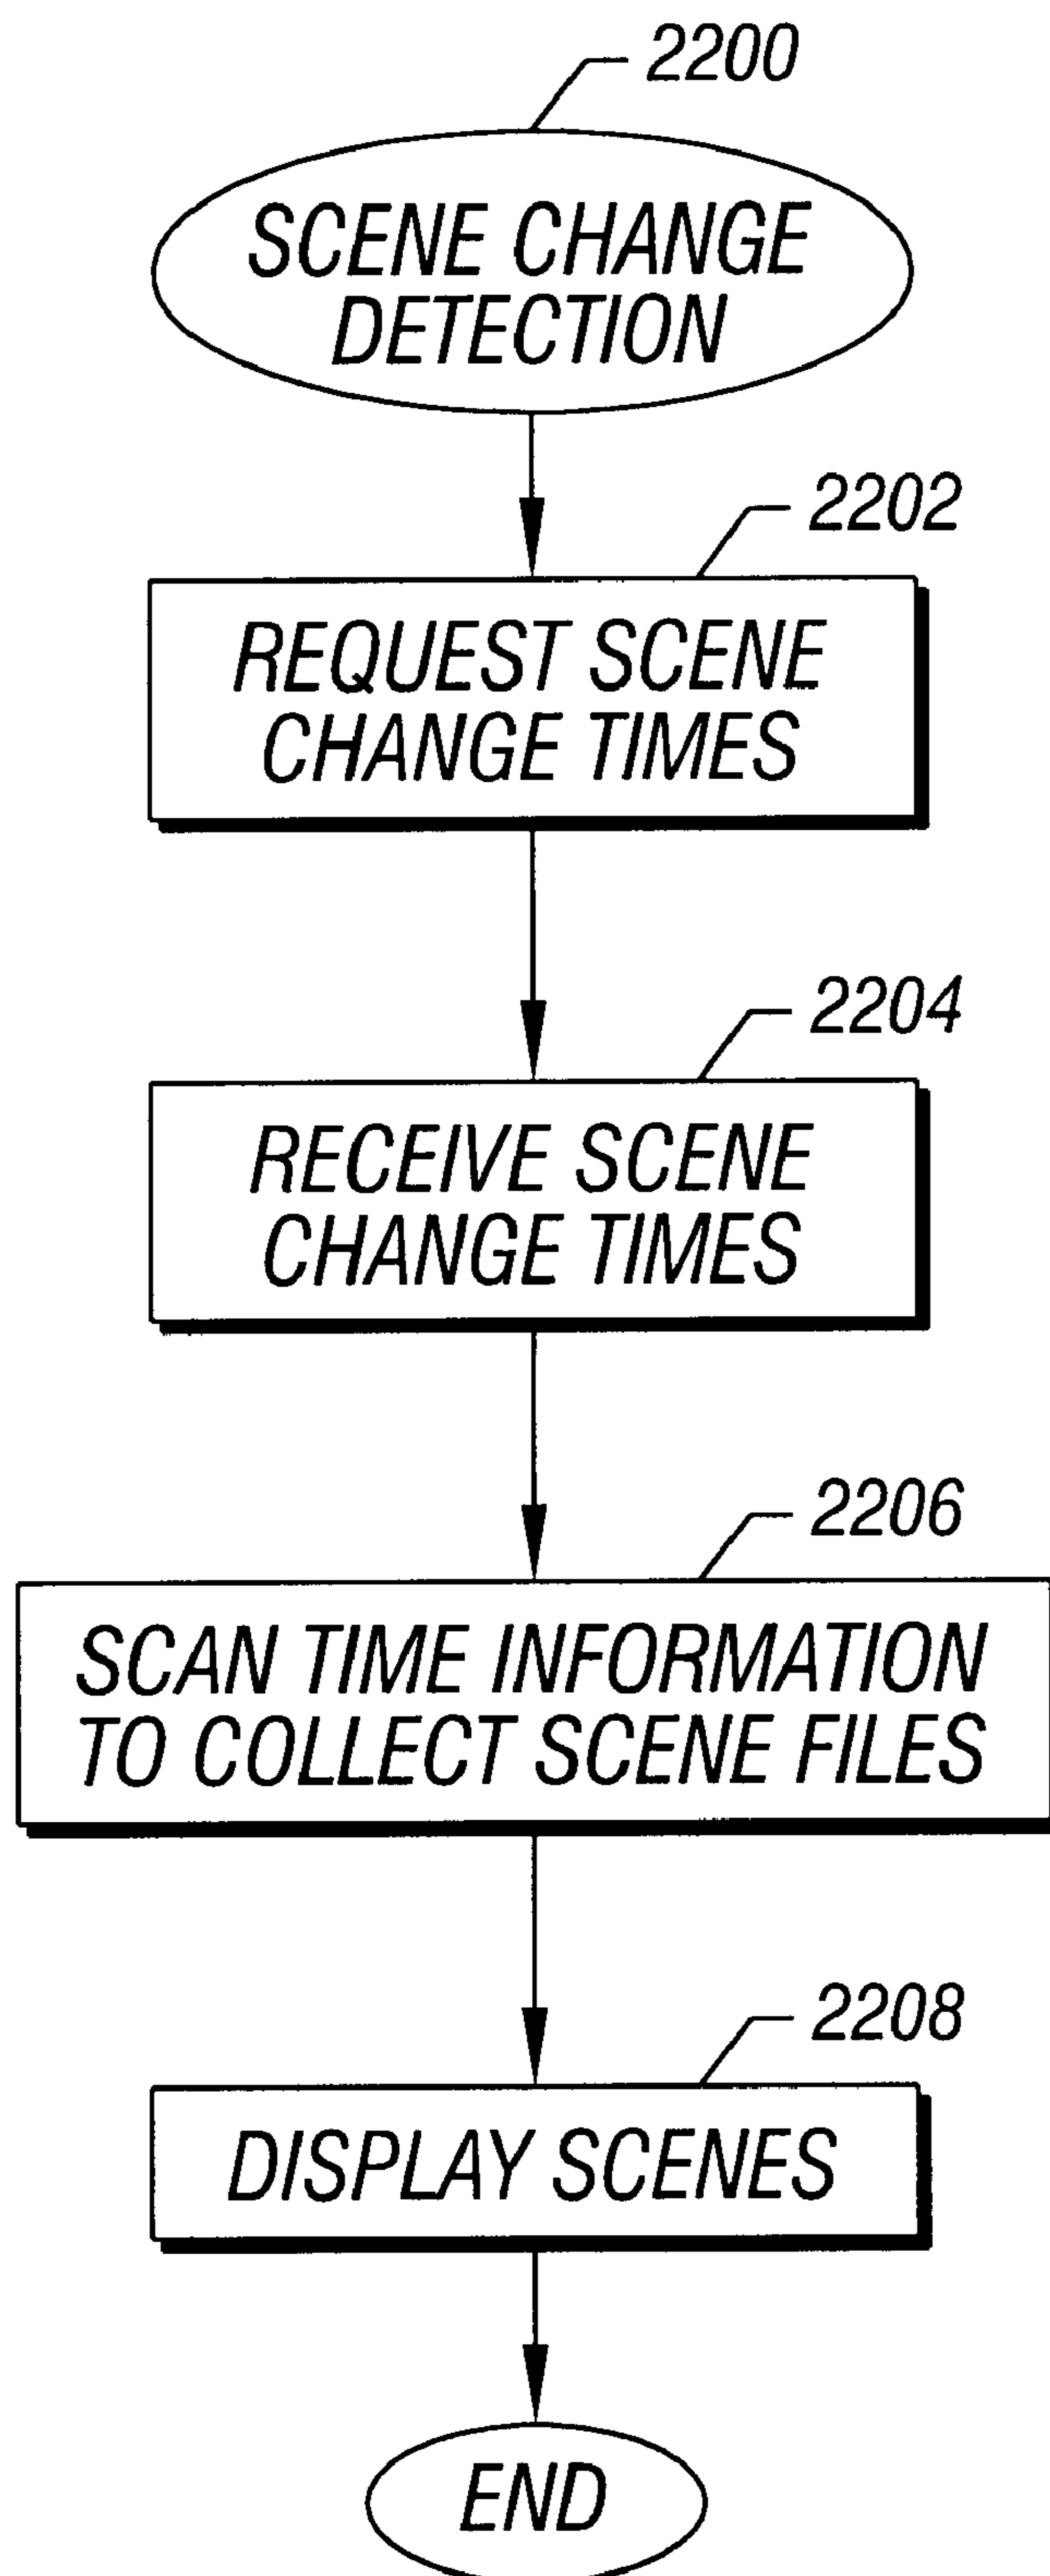 2200
SCENE CHANGE
DETECTION
2202
REQUEST SCENE
CHANGE TIMES
2204
RECEIVE SCENE
CHANGE TIMES
2206
SCAN TIME INFORMATION
TO COLLECT SCENE FILES
2208
DISPLAY SCENES
END